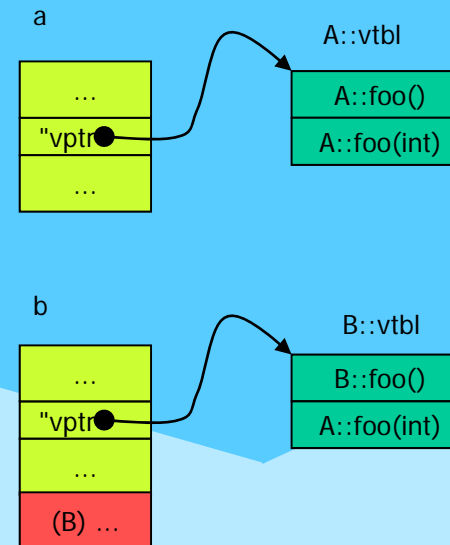 a
A::vtbl
...
"vptr
...
A::foo()
A::foo(int)
b
B::vtbl
...
"vptr
...
(B) ...
B::foo()
A::foo(int)